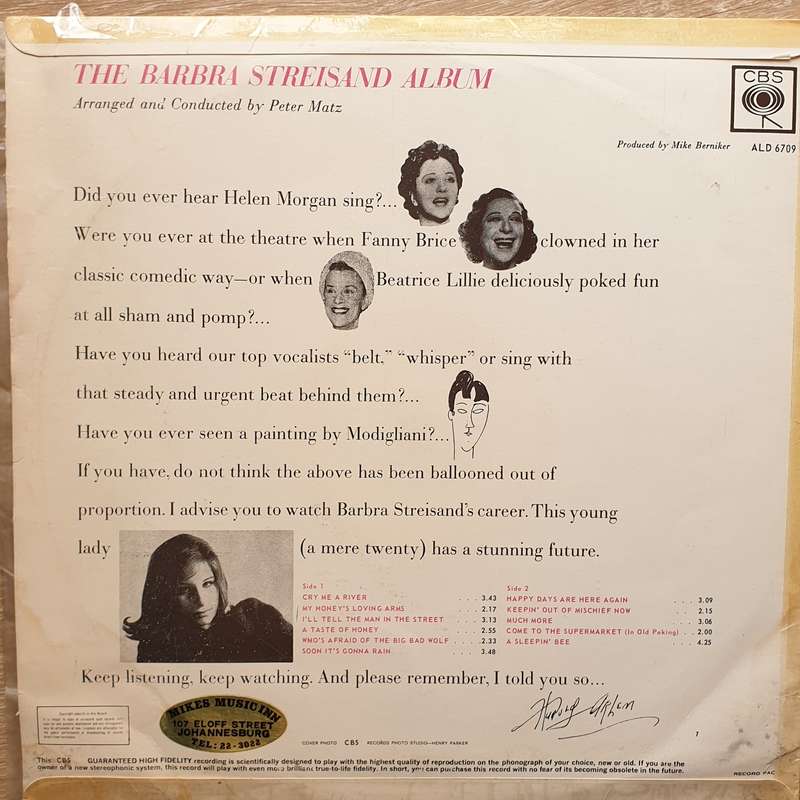 THE BARBRA STREISAND ALBUM
Arranged and Conducted by Peter Matz
CBS
Produced by Mike Berniker ALD 6709
Did you ever hear Helen Morgan sing?...
Were you ever at the theatre when Fanny Brice clowned in her
classic comedic way—or when Beatrice Lillie deliciously poked fun
at all sham and pomp?...
Have you heard our top vocalists “belt,” “whisper” or sing with
that steady and urgent beat behind them?...
Have you ever seen a painting by Modigliani?...
If you have, do not think the above has been ballooned out of
proportion. I advise you to watch Barbra Streisand's career. This young
lady (a mere twenty) has a stunning future.
Side 1
CRY ME A RIVER . . . 3.43
MY HONEY'S LOVING ARMS . . . 2.17
I'LL TELL THE MAN IN THE STREET . . . 3.13
A TASTE OF HONEY . . . 2.55
WHO'S AFRAID OF THE BIG BAD WOLF . . . 2.33
SOON IT'S GONNA RAIN . . . 3.48
Side 2
HAPPY DAYS ARE HERE AGAIN . . . 3.09
KEEPIN' OUT OF MISCHIEF NOW . . 2.15
MUCH MORE . . . 3.06
COME TO THE SUPERMARKET (In Old Peking) . . 2.00
A SLEEPIN' BEE . . . 4.25
Keep listening, keep watching. And please remember, I told you so...
MIKES MUSIC INN
107 ELOFF STREET
JOHANNESBURG
TEL: 22-3022
COVER PHOTO CBS RECORDS PHOTO STUDIO—HENRY PARKER
1
This CBS GUARANTEED HIGH FIDELITY recording is scientifically designed to play with the highest quality of reproduction on the phonograph of your choice, new or old. If you are the
owner of a new stereophonic system, this record will play with even more brilliant true-to-life fidelity. In short, you can purchase this record with no fear of its becoming obsolete in the future.
RECORD PAC